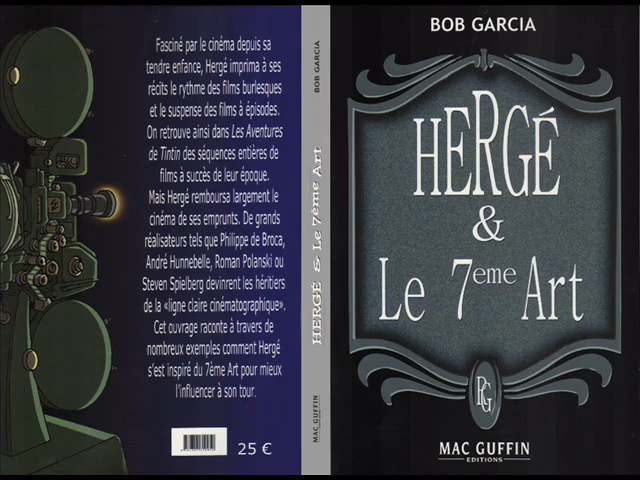 Fasciné par le cinéma depuis sa
tendre enfance, Hergé imprima à ses
récits le rythme des films burlesques
et le suspense des films à épisodes.
On retrouve ainsi dans Les Aventures
de Tintin des séquences entières de
films à succès de leur époque.
Mais Hergé remboursa largement le
cinéma de ses emprunts. De grands
réalisateurs tels que Philippe de Broca,
André Hunnebelle, Roman Polanski ou
Steven Spielberg devinrent les héritiers
de la «ligne claire cinématographique».
Cet ouvrage raconte à travers de
nombreux exemples comment Hergé
s'est inspiré du 7ème Art pour mieux
l'influencer à son tour.
25 €
BOB GARCIA
HERGÉ & Le 7ème Art
MAC GUFFIN
BOB GARCIA
HERGÉ
&
Le 7eme Art
PG
MAC GUFFIN
EDITIONS